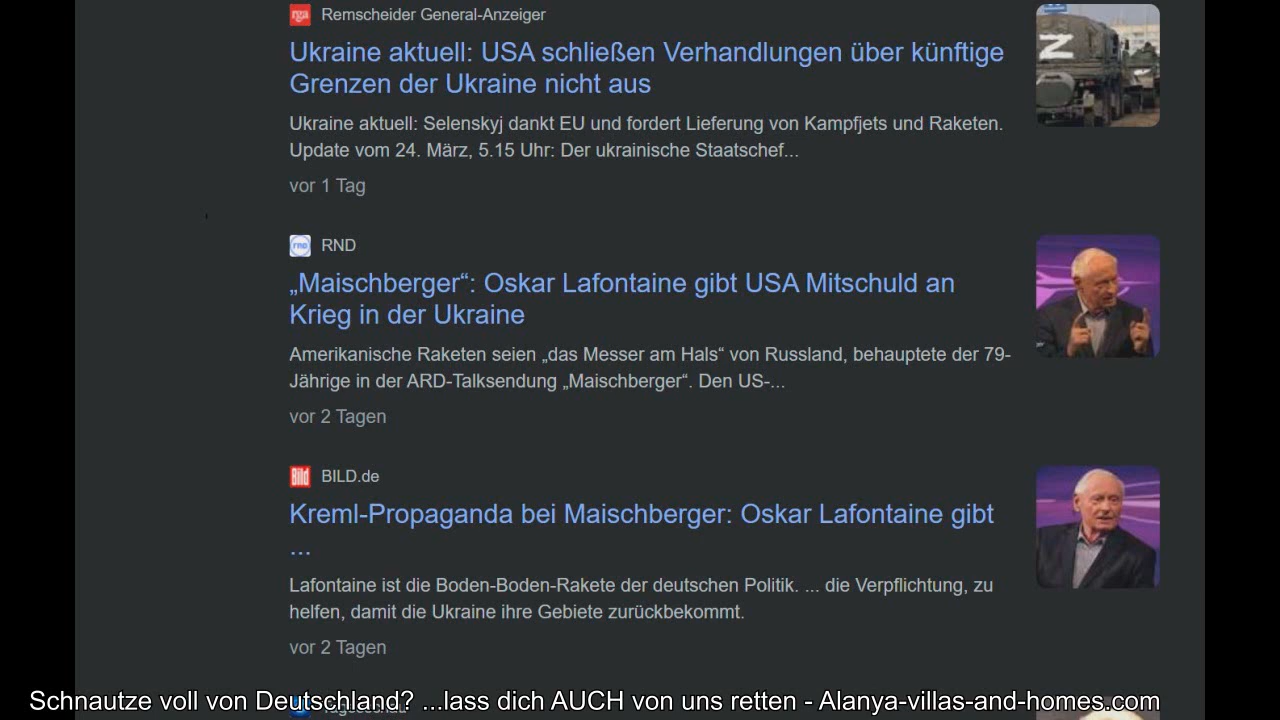 rga Remscheider General-Anzeiger
Ukraine aktuell: USA schließen Verhandlungen über künftige
Grenzen der Ukraine nicht aus
Ukraine aktuell: Selenskyj dankt EU und fordert Lieferung von Kampfjets und Raketen.
Update vom 24. März, 5.15 Uhr: Der ukrainische Staatschef...
vor 1 Tag
Z
rnd RND
„Maischberger“: Oskar Lafontaine gibt USA Mitschuld an
Krieg in der Ukraine
Amerikanische Raketen seien „das Messer am Hals“ von Russland, behauptete der 79-
Jährige in der ARD-Talksendung „Maischberger“. Den US-...
vor 2 Tagen
Bild BILD.de
Kreml-Propaganda bei Maischberger: Oskar Lafontaine gibt
...
Lafontaine ist die Boden-Boden-Rakete der deutschen Politik. ... die Verpflichtung, zu
helfen, damit die Ukraine ihre Gebiete zurückbekommt.
vor 2 Tagen
Schnautze voll von Deutschland? ...lass dich AUCH von uns retten - Alanya-villas-and-homes.com